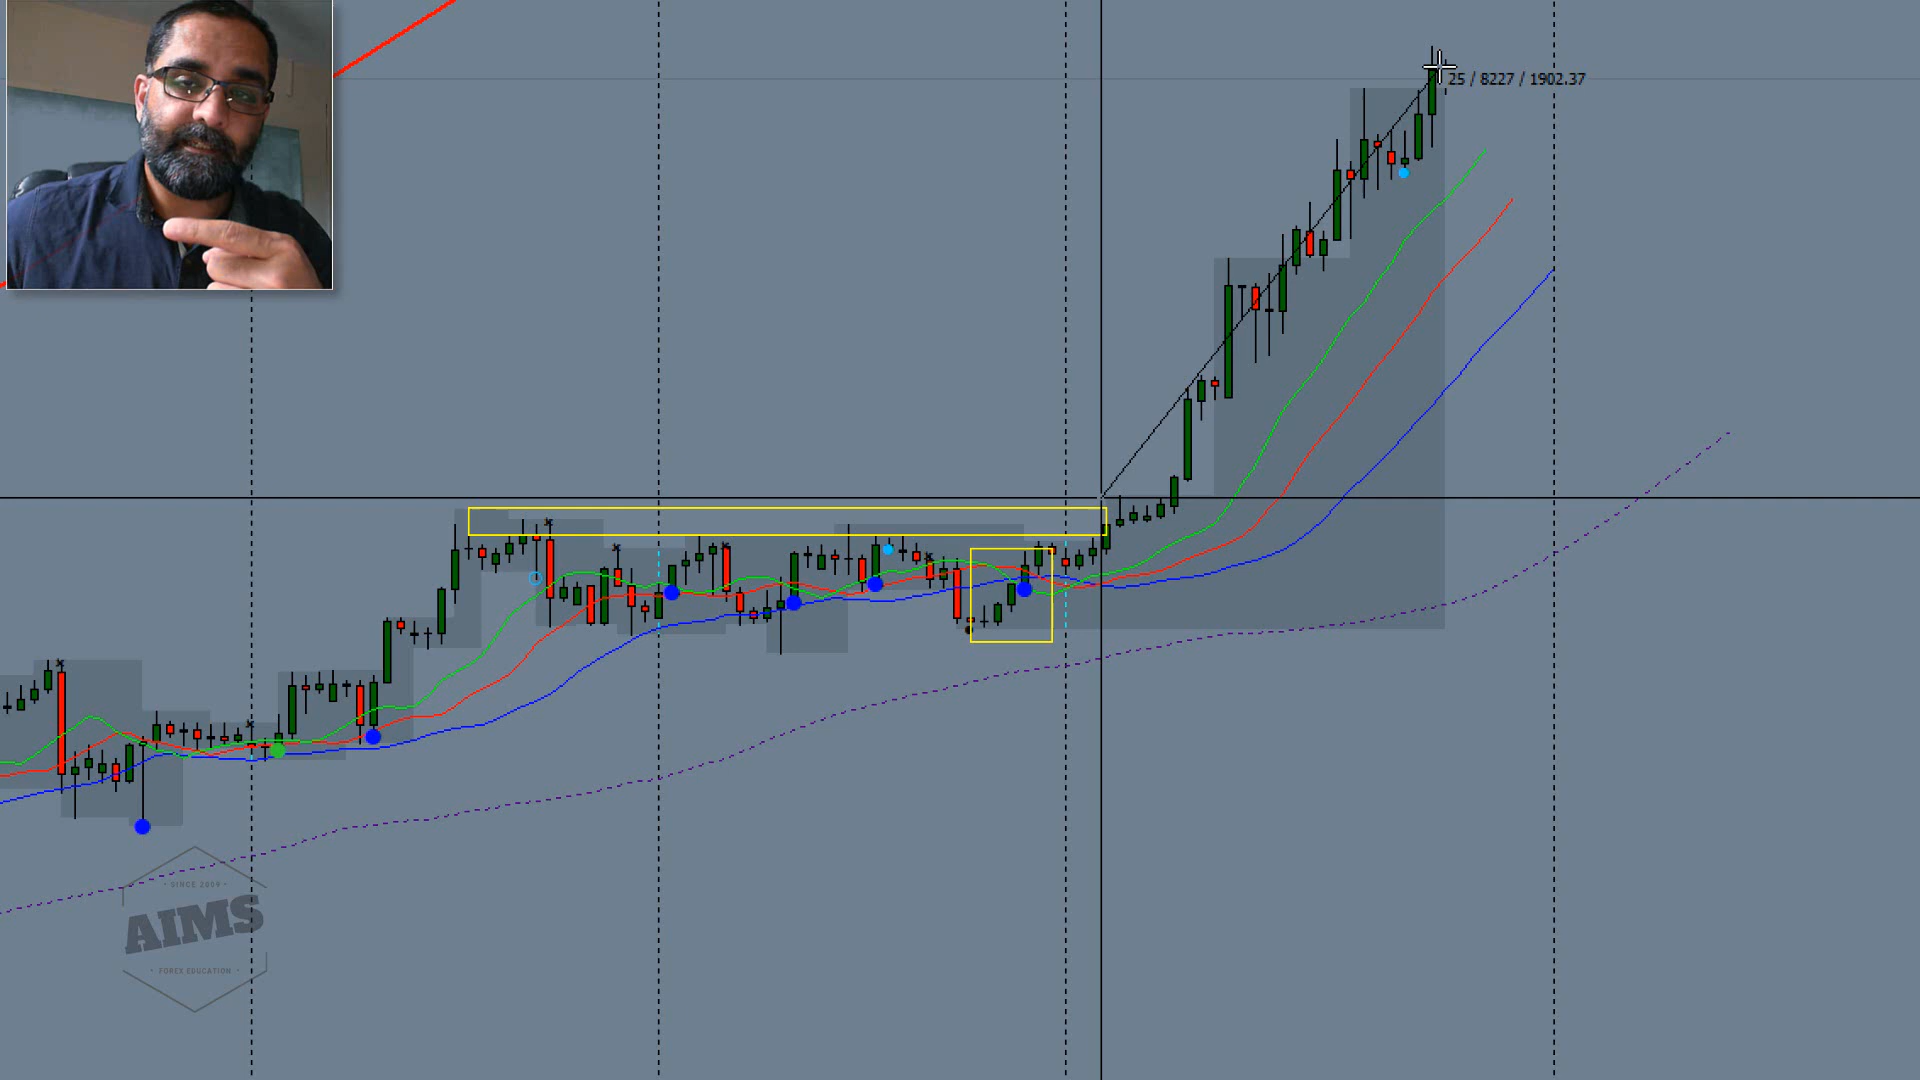 25 / 8227 / 1902.37
· SINCE 2009 ·
AIMS
· FOREX EDUCATION ·